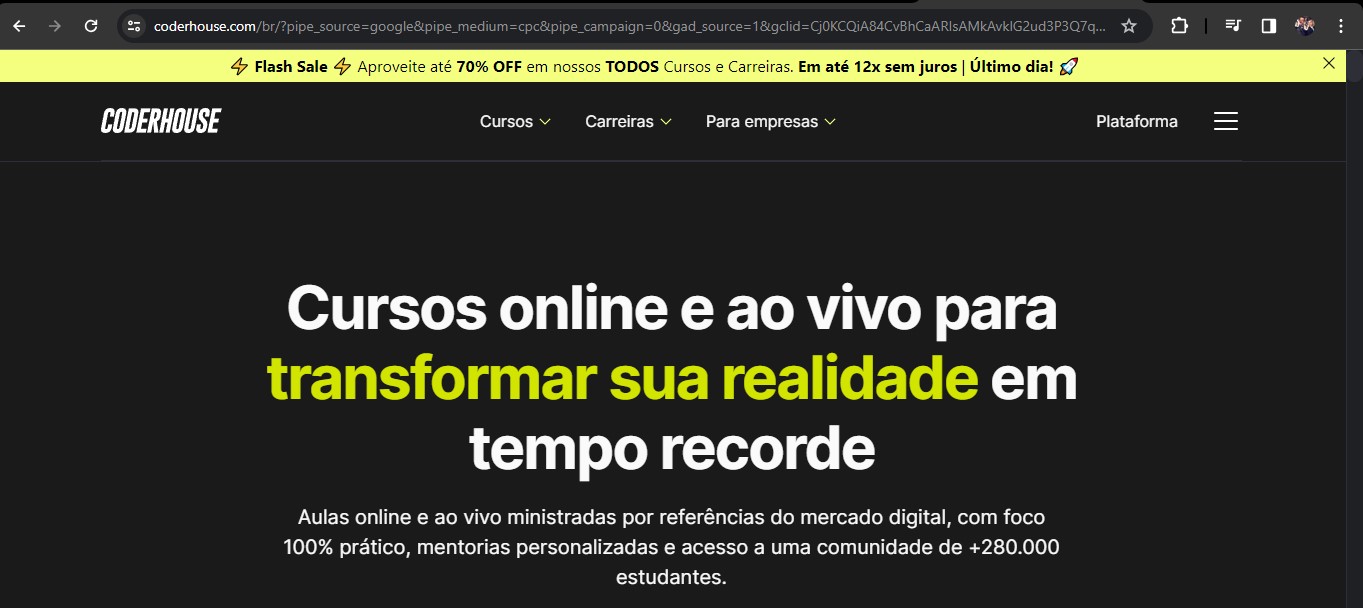 coderhouse.com/br/?pipe_source=google&pipe_medium=cpc&pipe_campaign=0&gad_source=1&gclid=Cj0KCQiA84CvBhCaARIsAMkAvkIG2ud3P3Q7q...
⚡ Flash Sale ⚡ Aproveite até 70% OFF em nossos TODOS Cursos e Carreiras. Em até 12x sem juros | Último dia! 🚀
CODERHOUSE Cursos Carreiras Para empresas Plataforma
Cursos online e ao vivo para
transformar sua realidade em
tempo recorde
Aulas online e ao vivo ministradas por referências do mercado digital, com foco
100% prático, mentorias personalizadas e acesso a uma comunidade de +280.000
estudantes.